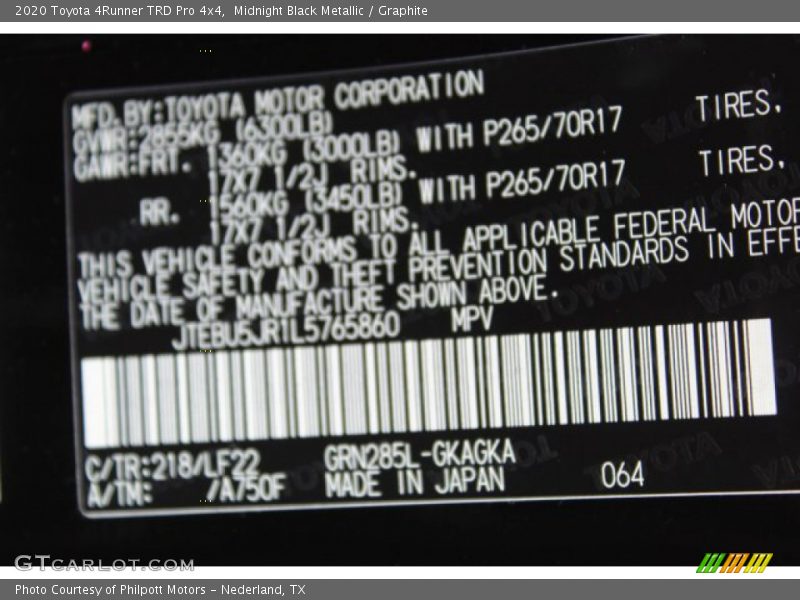 2020 Toyota 4Runner TRD Pro 4x4, Midnight Black Metallic / Graphite
MFD.BY:TOYOTA MOTOR CORPORATION
GVWR:2855KG (6300LB)
GAWR:FRT. 1360KG (3000LB) WITH P265/70R17 TIRES,
17X7 1/2J RIMS.
RR. 1560KG (3450LB) WITH P265/70R17 TIRES,
17X7 1/2J RIMS.
THIS VEHICLE CONFORMS TO ALL APPLICABLE FEDERAL MOTOR
VEHICLE SAFETY AND THEFT PREVENTION STANDARDS IN EFFE
THE DATE OF MANUFACTURE SHOWN ABOVE.
JTEBU5JR1L5765860 MPV
C/TR:218/LF22 GRN285L-GKAGKA
A/TM: /A750F MADE IN JAPAN 064
GTCARLOT.COM
Photo Courtesy of Philpott Motors - Nederland, TX